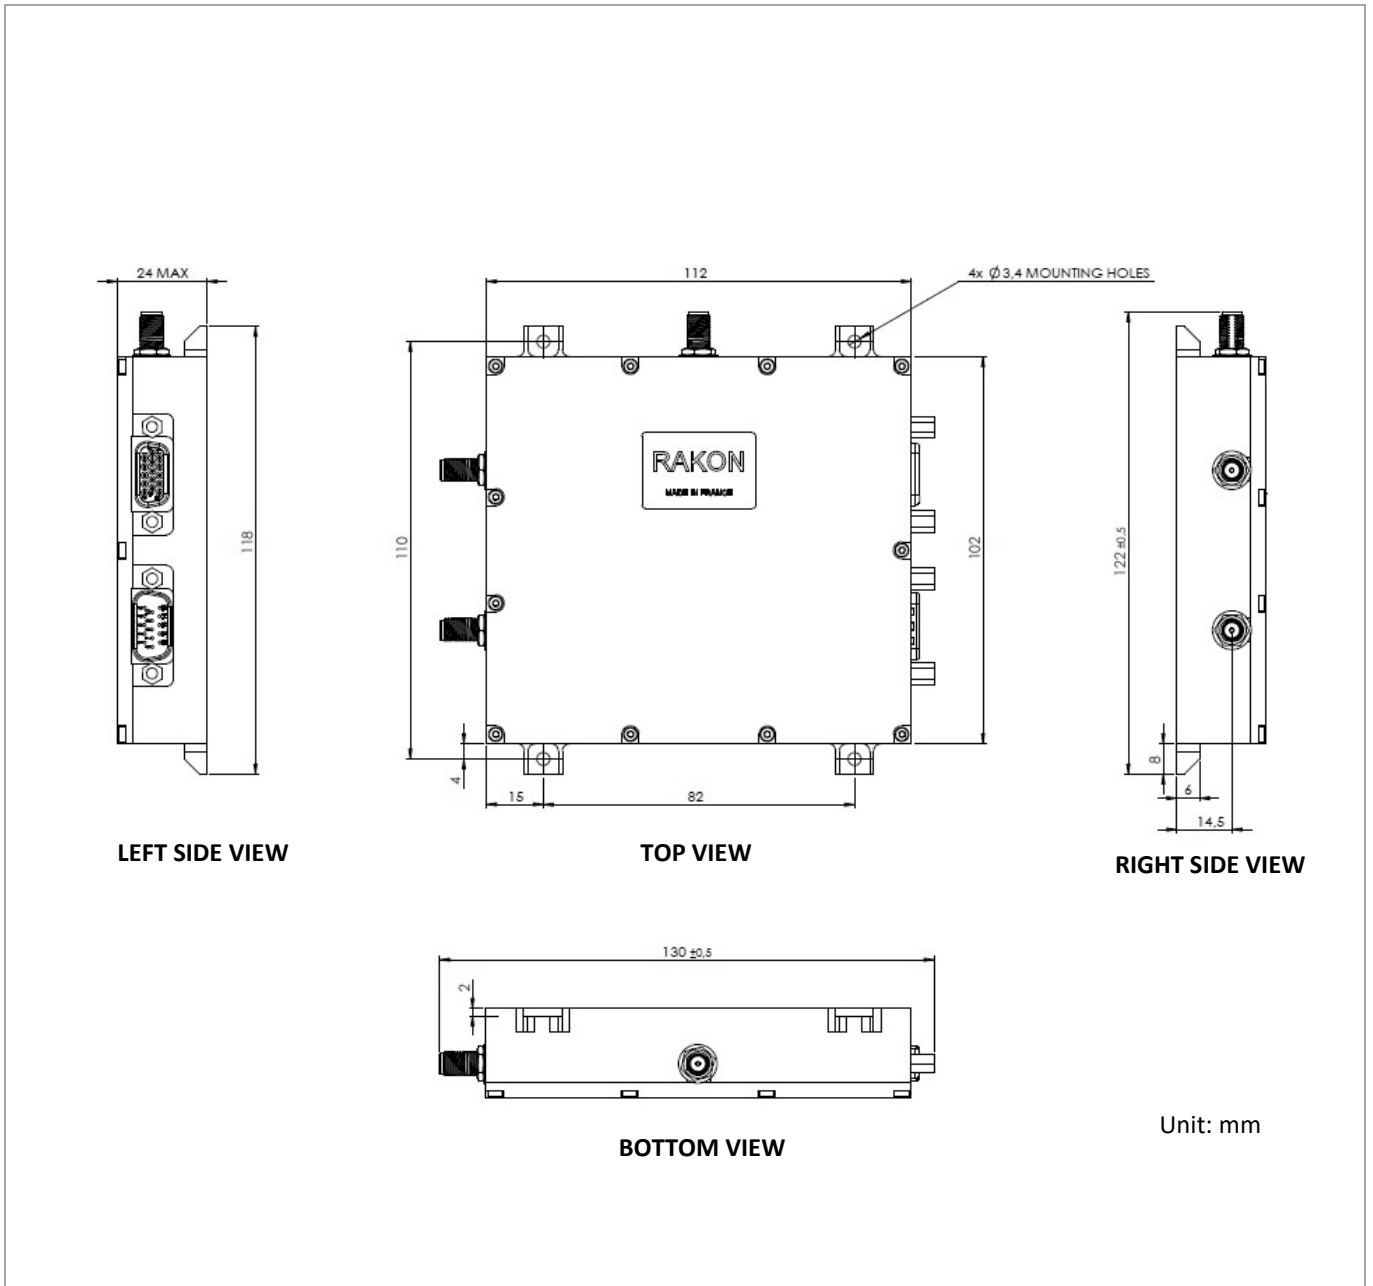 24 MAX
112
4x Ø3,4 MOUNTING HOLES
118
110
RAKON
MADE IN FRANCE
102
122 ±0,5
4
15
82
8
6
14,5
LEFT SIDE VIEW
TOP VIEW
RIGHT SIDE VIEW
130 ±0,5
2
Unit: mm
BOTTOM VIEW